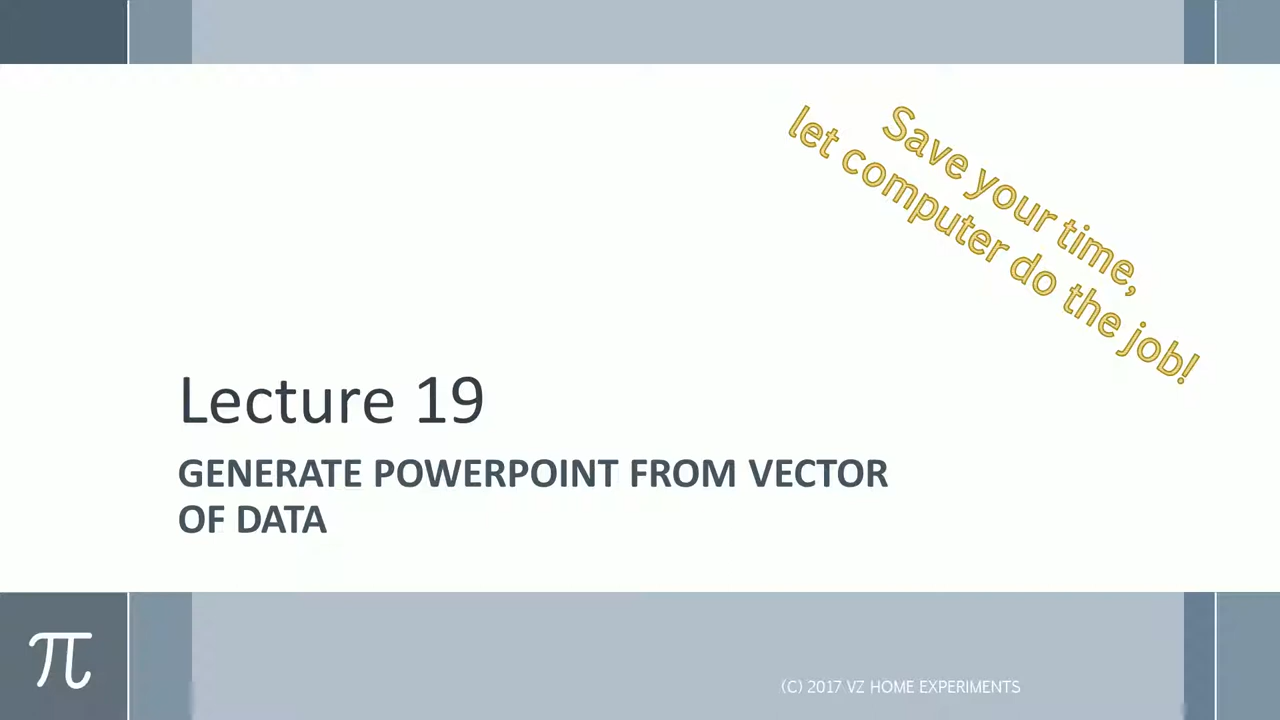 Save your time,
let computer do the job!
Lecture 19
GENERATE POWERPOINT FROM VECTOR
OF DATA
π
(C) 2017 VZ HOME EXPERIMENTS